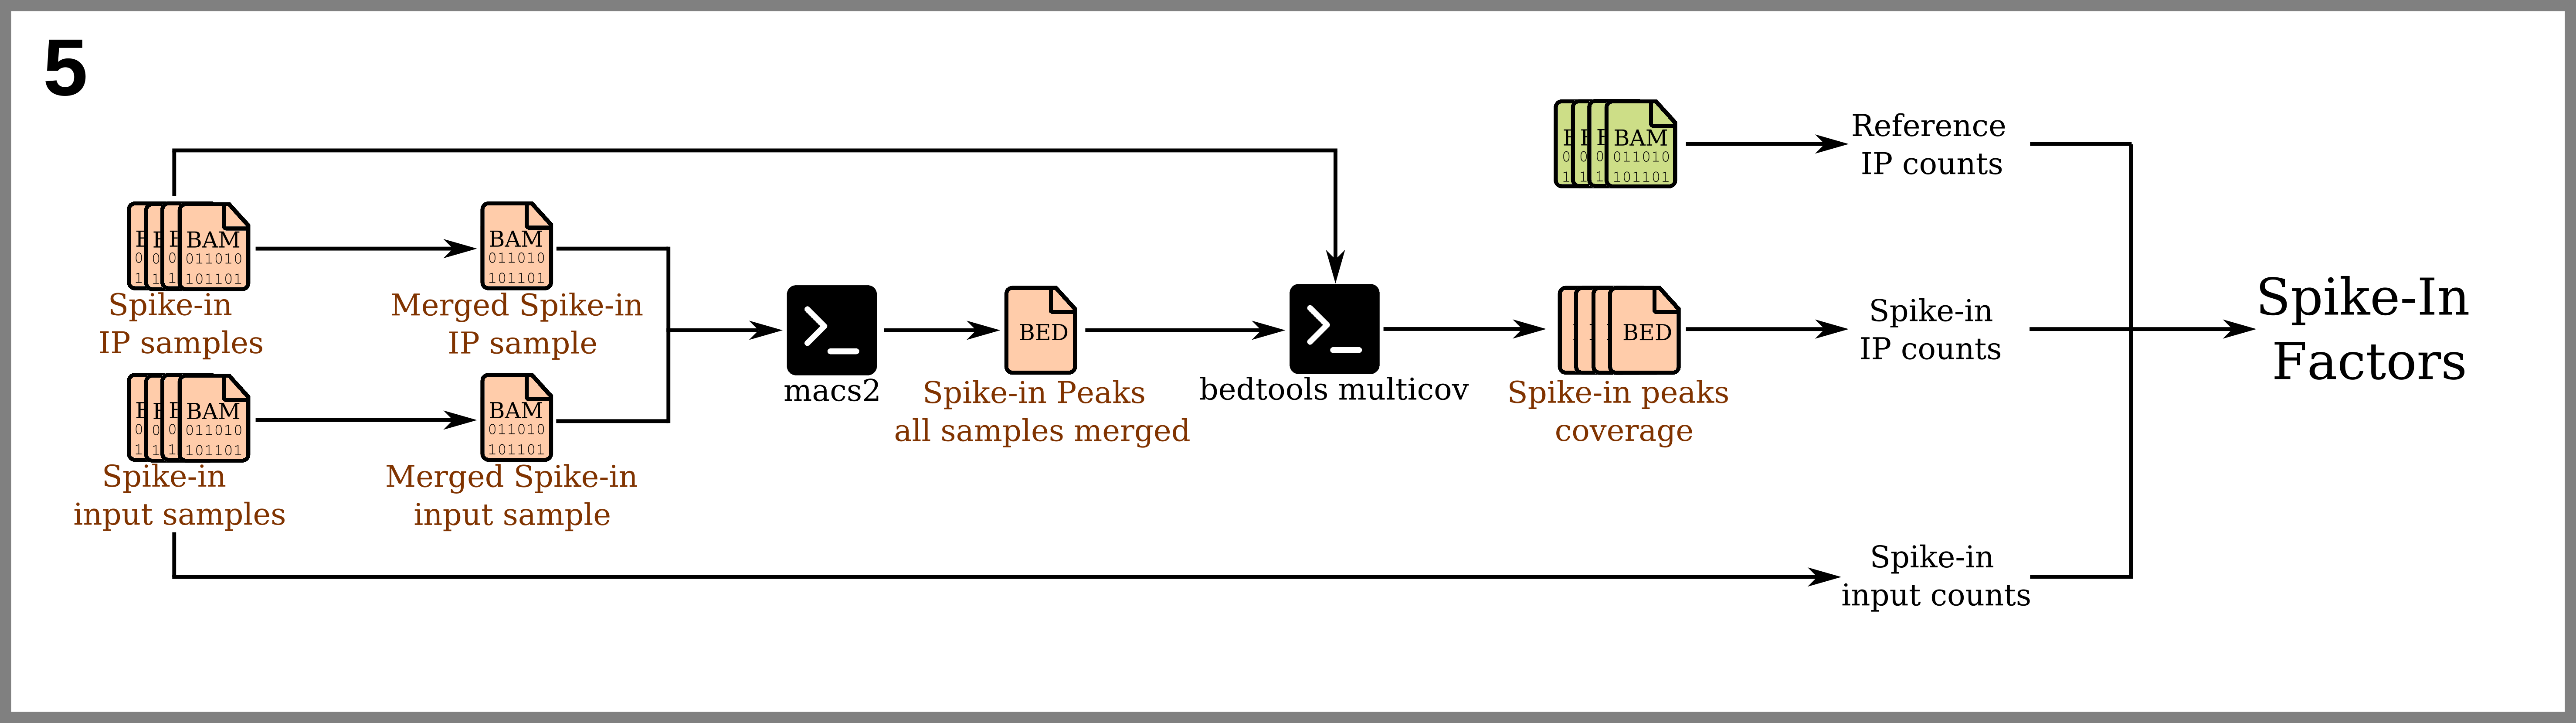 5
BAM
011010
101101
Reference
IP counts
BAM
011010
101101
Spike-in
IP samples
BAM
011010
101101
Merged Spike-in
IP sample
macs2
BED
Spike-in Peaks
all samples merged
bedtools multicov
BED
Spike-in peaks
coverage
Spike-in
IP counts
Spike-In
Factors
BAM
011010
101101
Spike-in
input samples
BAM
011010
101101
Merged Spike-in
input sample
Spike-in
input counts